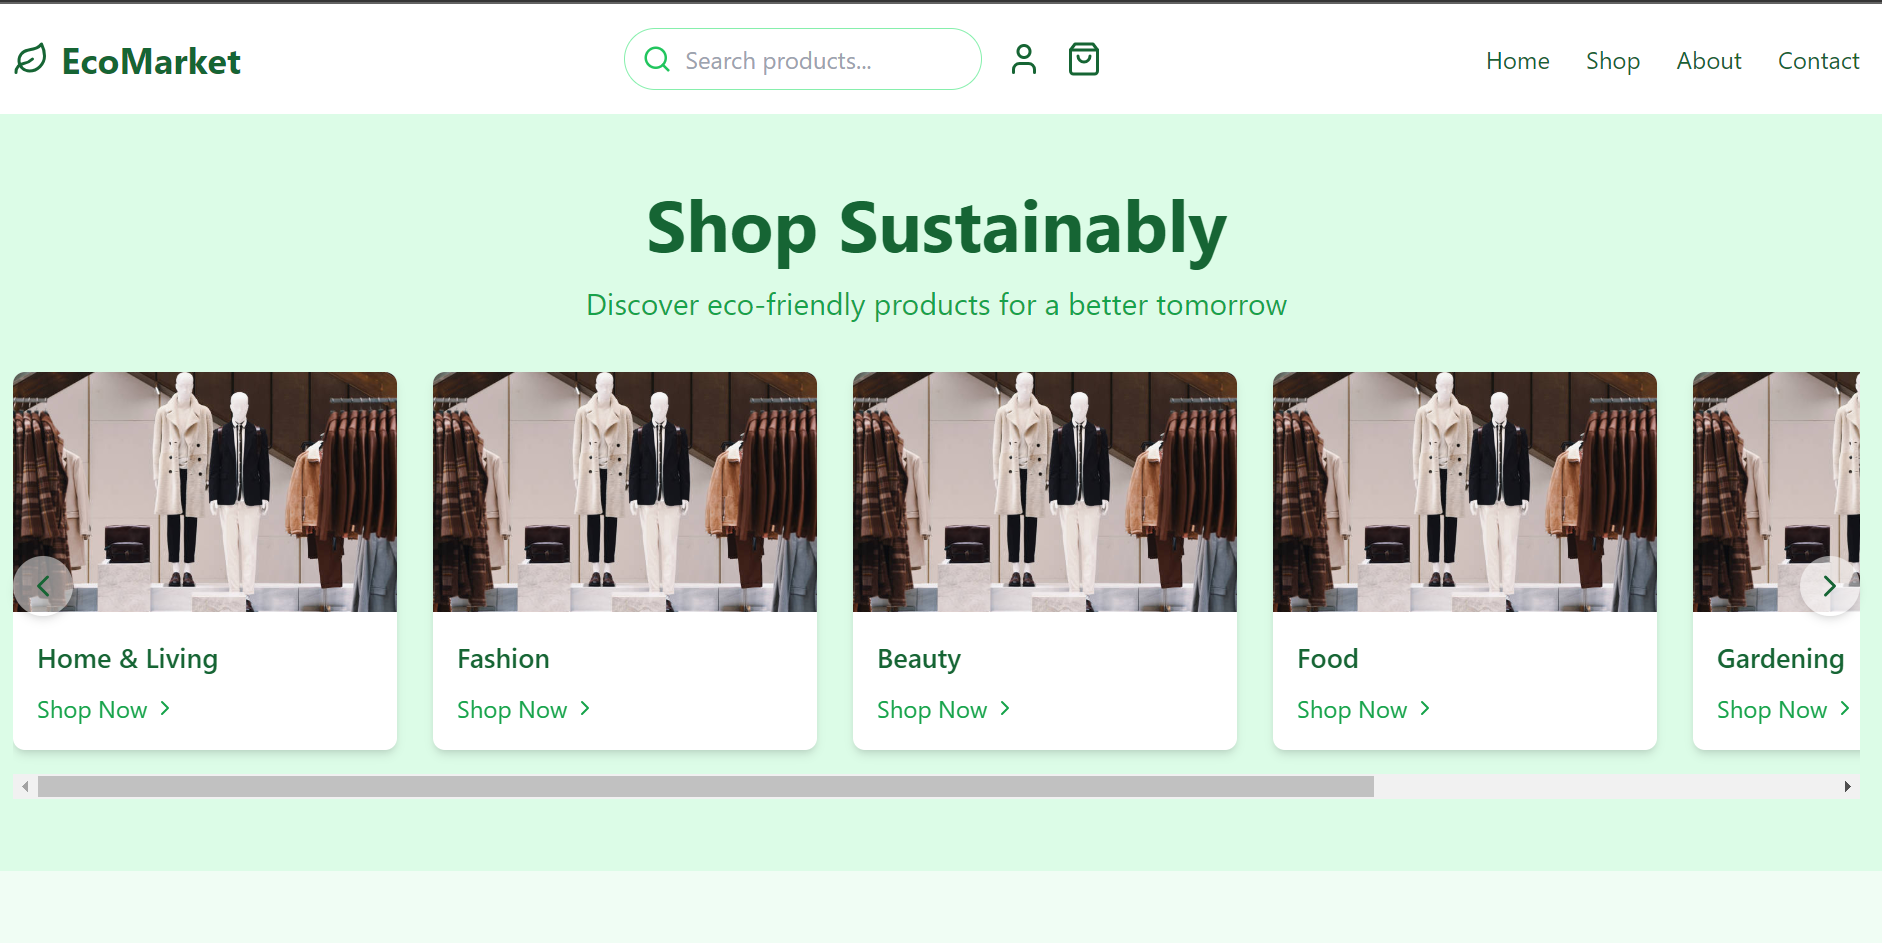 EcoMarket
Search products...
Home
Shop
About
Contact
Shop Sustainably
Discover eco-friendly products for a better tomorrow
Home & Living
Shop Now
Fashion
Shop Now
Beauty
Shop Now
Food
Shop Now
Gardening
Shop Now